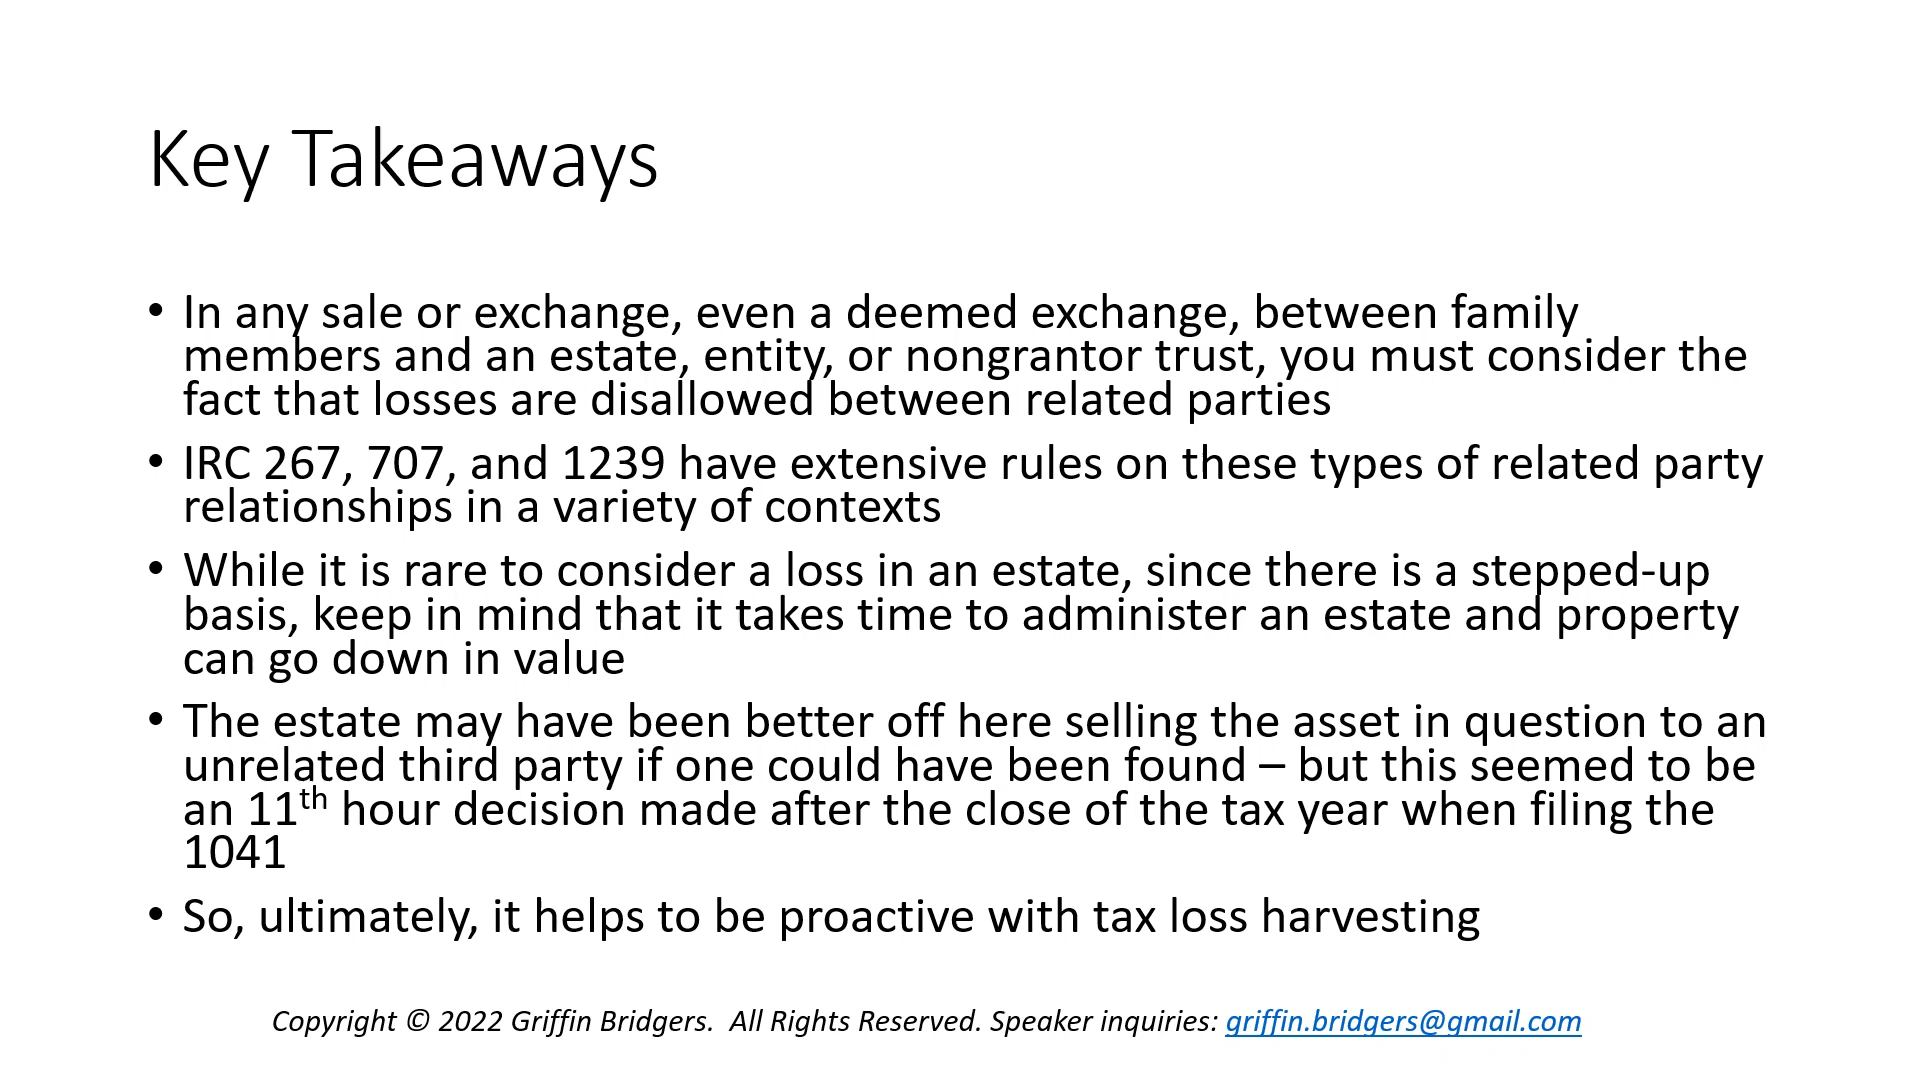 Key Takeaways
• In any sale or exchange, even a deemed exchange, between family
members and an estate, entity, or nongrantor trust, you must consider the
fact that losses are disallowed between related parties
• IRC 267, 707, and 1239 have extensive rules on these types of related party
relationships in a variety of contexts
• While it is rare to consider a loss in an estate, since there is a stepped-up
basis, keep in mind that it takes time to administer an estate and property
can go down in value
• The estate may have been better off here selling the asset in question to an
unrelated third party if one could have been found – but this seemed to be
an 11th hour decision made after the close of the tax year when filing the
1041
• So, ultimately, it helps to be proactive with tax loss harvesting
Copyright © 2022 Griffin Bridgers.  All Rights Reserved. Speaker inquiries: griffin.bridgers@gmail.com